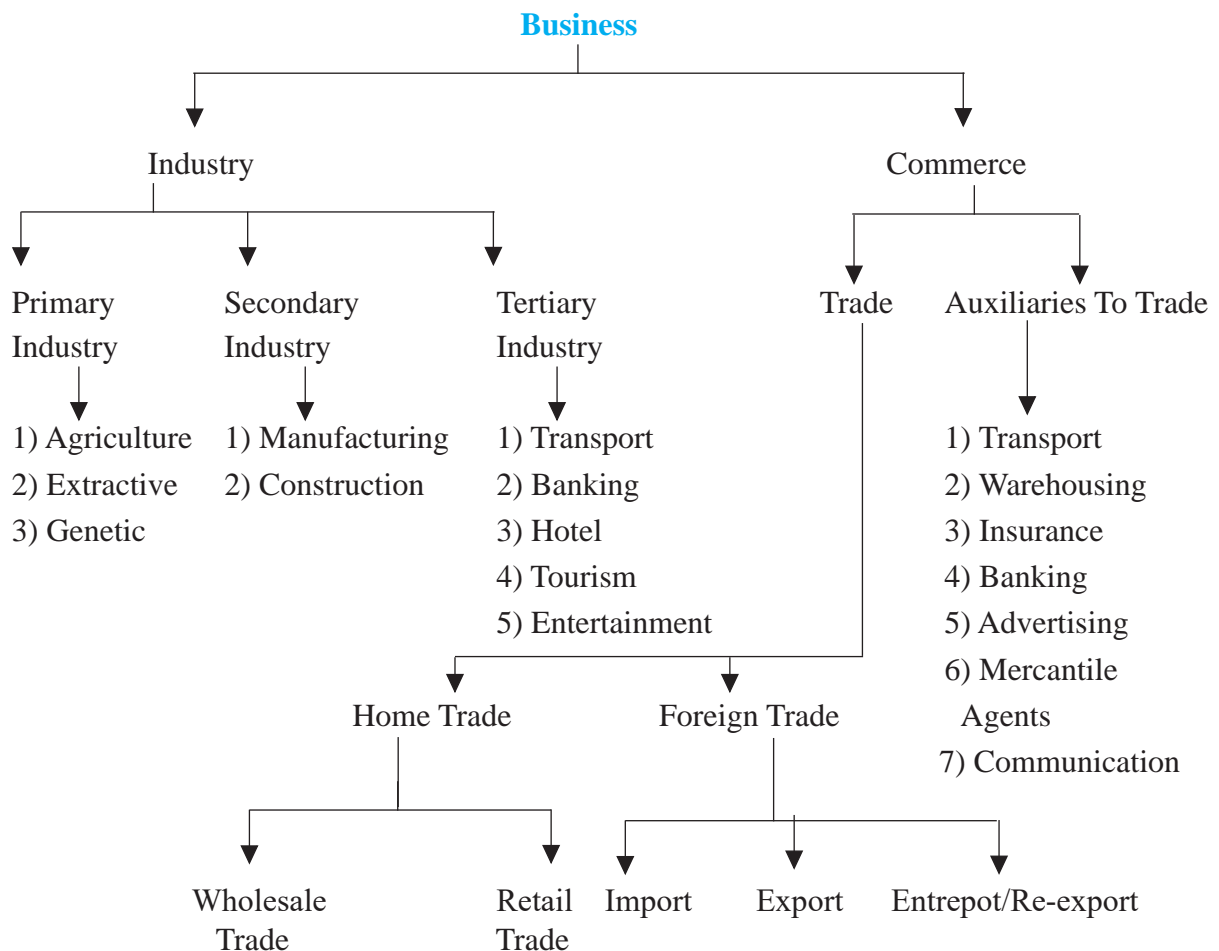 Business
Industry
Commerce
Primary
Industry
Secondary
Industry
Tertiary
Industry
Trade
Auxiliaries To Trade
1) Agriculture
2) Extractive
3) Genetic
1) Manufacturing
2) Construction
1) Transport
2) Banking
3) Hotel
4) Tourism
5) Entertainment
1) Transport
2) Warehousing
3) Insurance
4) Banking
5) Advertising
6) Mercantile
Agents
7) Communication
Home Trade
Foreign Trade
Wholesale
Trade
Retail
Trade
Import
Export
Entrepot/Re-export